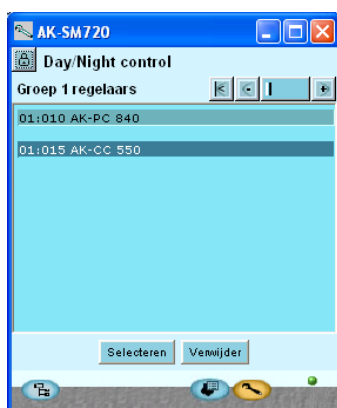 AK-SM720
Day/Night control
Groep 1 regelaars
01:010 AK-PC 840
01:015 AK-CC 550
Selecteren Verwijder